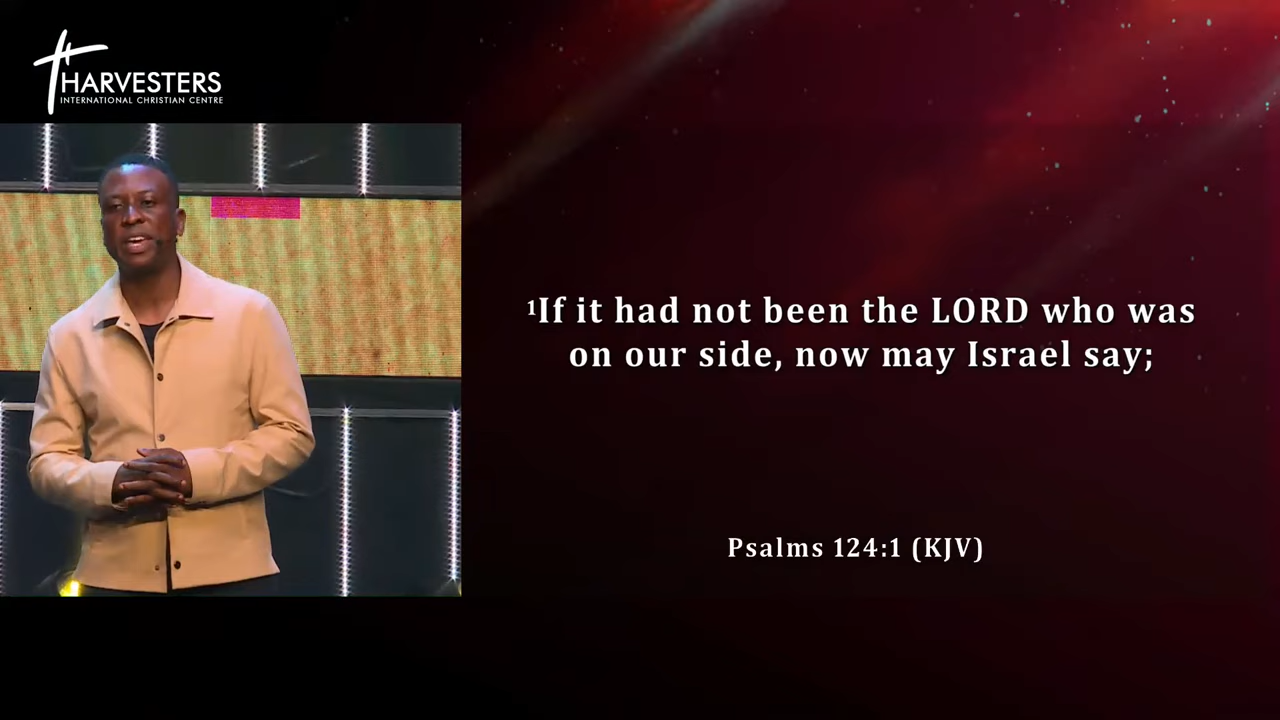 HARVESTERS
INTERNATIONAL CHRISTIAN CENTRE
¹If it had not been the LORD who was
on our side, now may Israel say;
Psalms 124:1 (KJV)